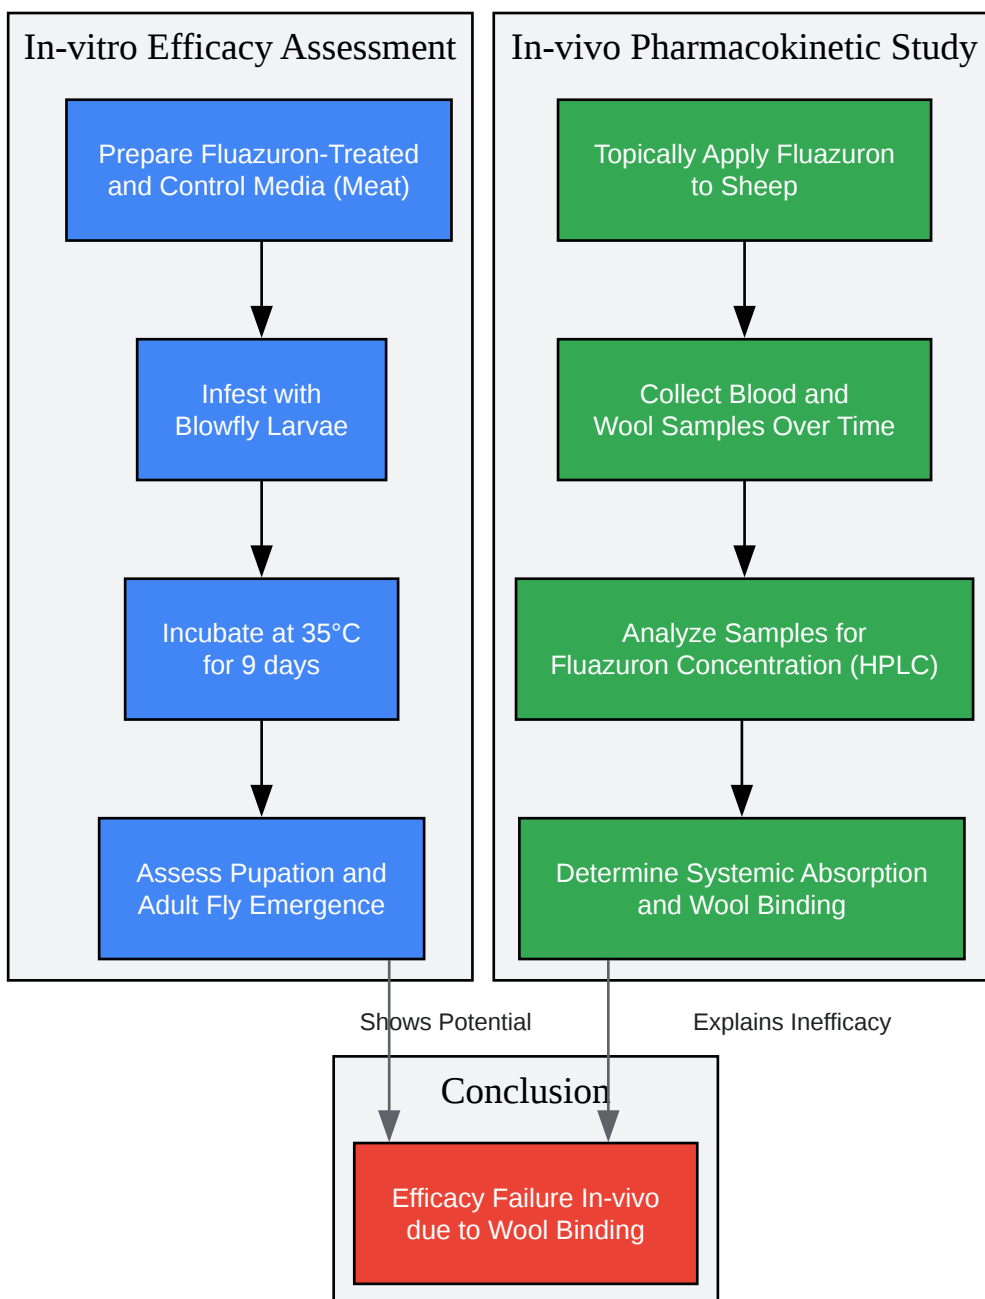 In-vitro Efficacy Assessment
Prepare Fluazuron-Treated
and Control Media (Meat)
Infest with
Blowfly Larvae
Incubate at 35°C
for 9 days
Assess Pupation and
Adult Fly Emergence
In-vivo Pharmacokinetic Study
Topically Apply Fluazuron
to Sheep
Collect Blood and
Wool Samples Over Time
Analyze Samples for
Fluazuron Concentration (HPLC)
Determine Systemic Absorption
and Wool Binding
Shows Potential
Explains Inefficacy
Conclusion
Efficacy Failure In-vivo
due to Wool Binding